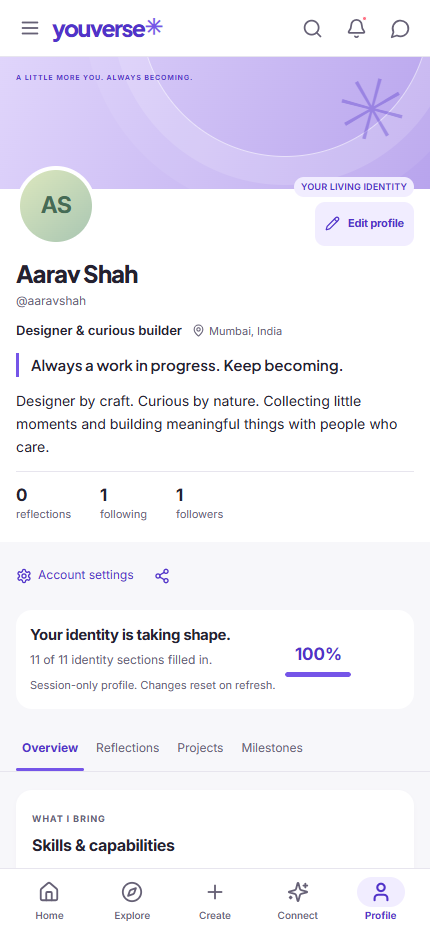 youverse
A LITTLE MORE YOU. ALWAYS BECOMING.
AS
YOUR LIVING IDENTITY
Edit profile
Aarav Shah
@aaravshah
Designer & curious builder Mumbai, India
Always a work in progress. Keep becoming.
Designer by craft. Curious by nature. Collecting little
moments and building meaningful things with people who
care.
0 1 1
reflections following followers
Account settings
Your identity is taking shape.
11 of 11 identity sections filled in.
100%
Session-only profile. Changes reset on refresh.
Overview Reflections Projects Milestones
WHAT I BRING
Skills & capabilities
Home Explore Create Connect Profile